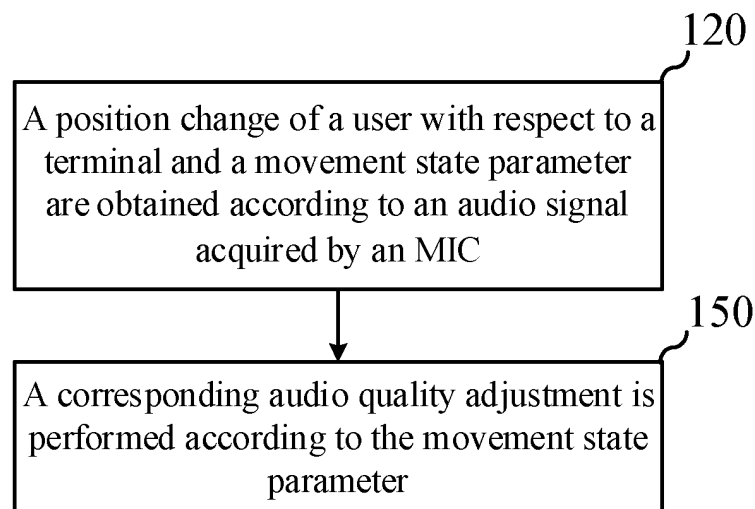 120
A position change of a user with respect to a
terminal and a movement state parameter
are obtained according to an audio signal
acquired by an MIC
150
A corresponding audio quality adjustment is
performed according to the movement state
parameter